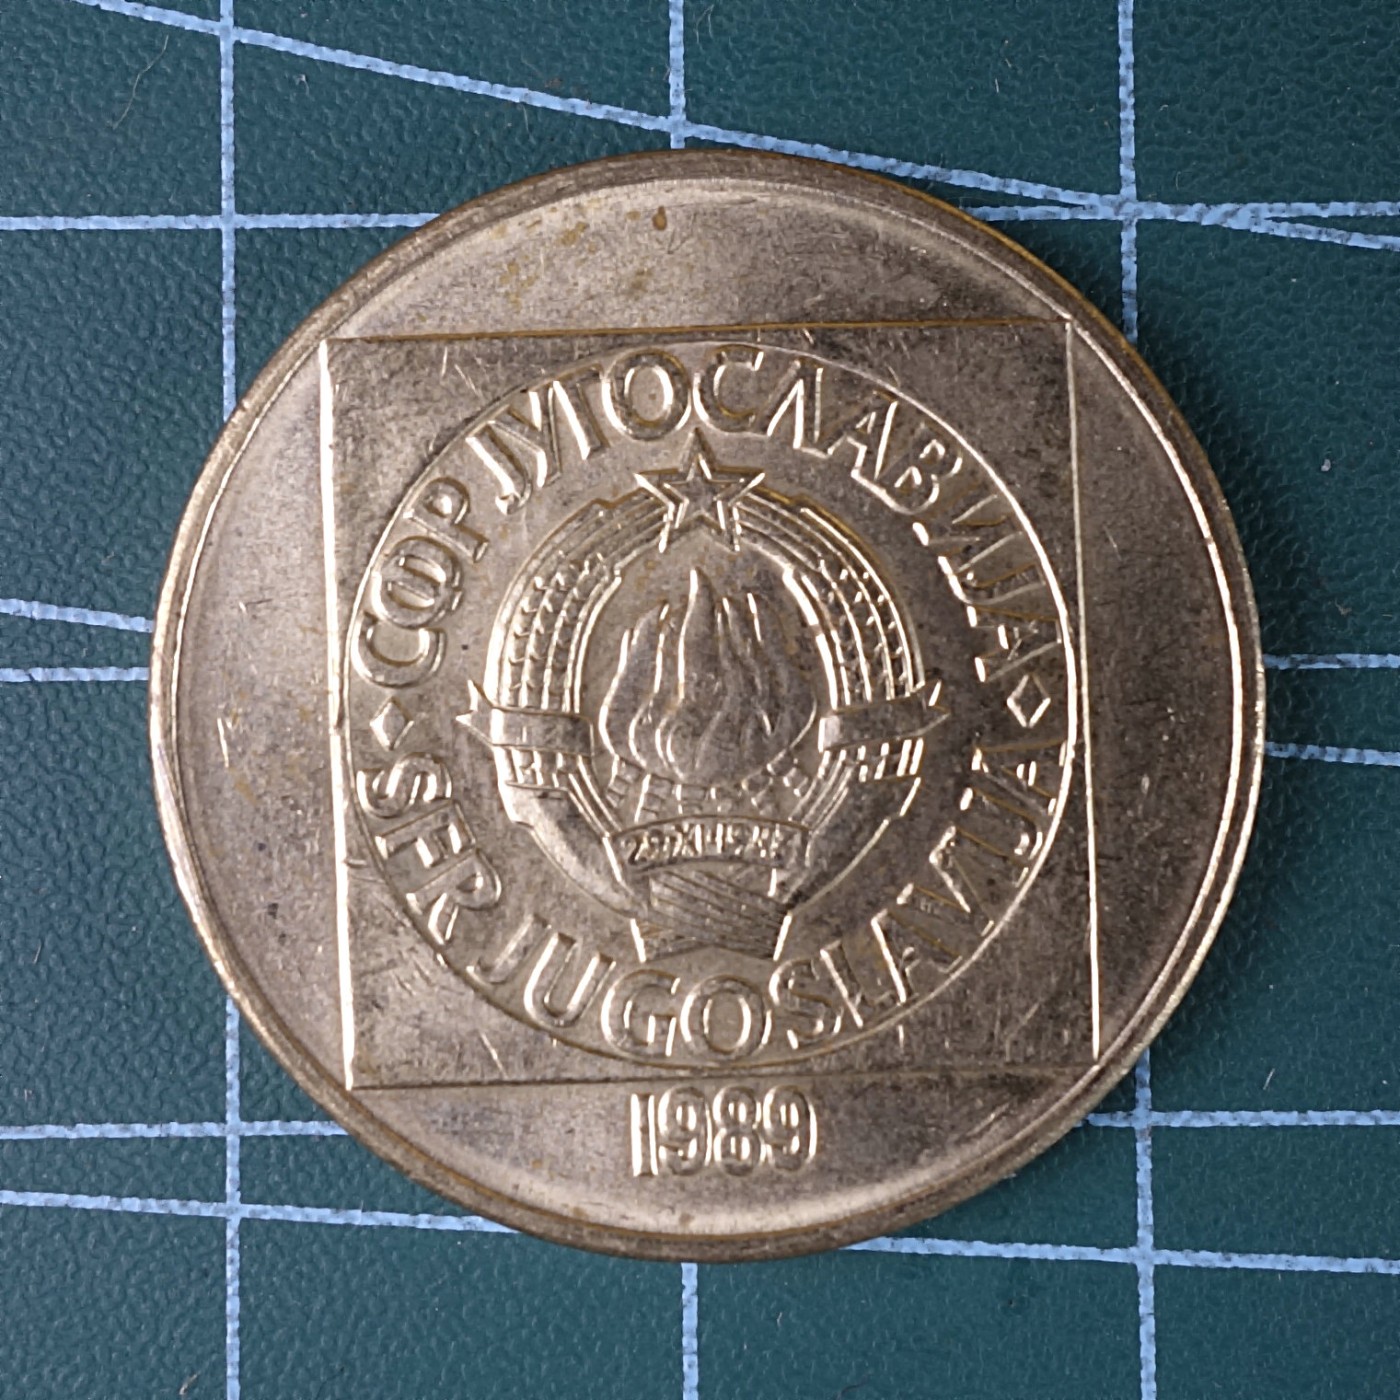 СФР ЈУГОСЛАВИЈА
SFR JUGOSLAVIJA
29·XI·1943
1989